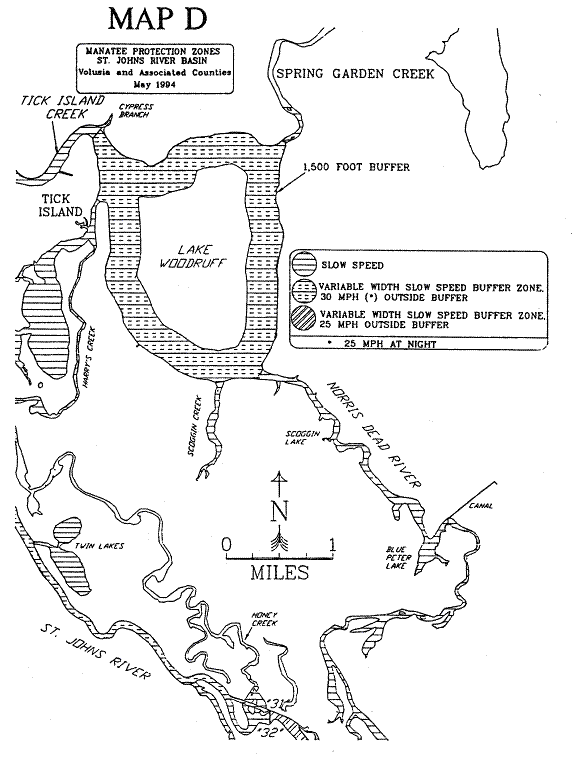 MAP D
MANATEE PROTECTION ZONES
ST. JOHNS RIVER BASIN
Volusia and Associated Counties
May 1994
SPRING GARDEN CREEK
TICK ISLAND
CREEK
CYPRESS
BRANCH
1,500 FOOT BUFFER
TICK
ISLAND
LAKE
WOODRUFF
SLOW SPEED
VARIABLE WIDTH SLOW SPEED BUFFER ZONE.
30 MPH (*) OUTSIDE BUFFER
VARIABLE WIDTH SLOW SPEED BUFFER ZONE.
25 MPH OUTSIDE BUFFER
* 25 MPH AT NIGHT
HARRY'S CREEK
NORRIS DEAD RIVER
SCOGGIN CREEK
SCOGGIN
LAKE
CANAL
N
0 1
MILES
TWIN LAKES
BLUE
PETER
LAKE
HONEY
CREEK
ST. JOHNS RIVER
"31"
"32"